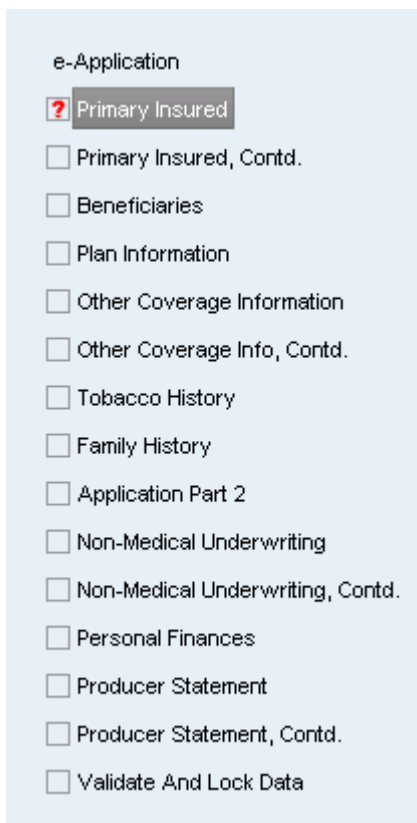 e-Application
? Primary Insured
Primary Insured, Contd.
Beneficiaries
Plan Information
Other Coverage Information
Other Coverage Info, Contd.
Tobacco History
Family History
Application Part 2
Non-Medical Underwriting
Non-Medical Underwriting, Contd.
Personal Finances
Producer Statement
Producer Statement, Contd.
Validate And Lock Data